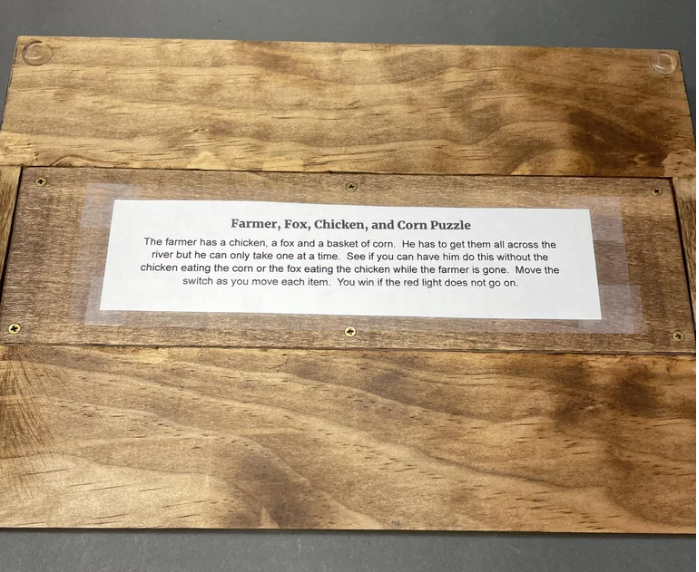 Farmer, Fox, Chicken, and Corn Puzzle
The farmer has a chicken, a fox and a basket of corn.  He has to get them all across the
river but he can only take one at a time.  See if you can have him do this without the
chicken eating the corn or the fox eating the chicken while the farmer is gone.  Move the
switch as you move each item.  You win if the red light does not go on.